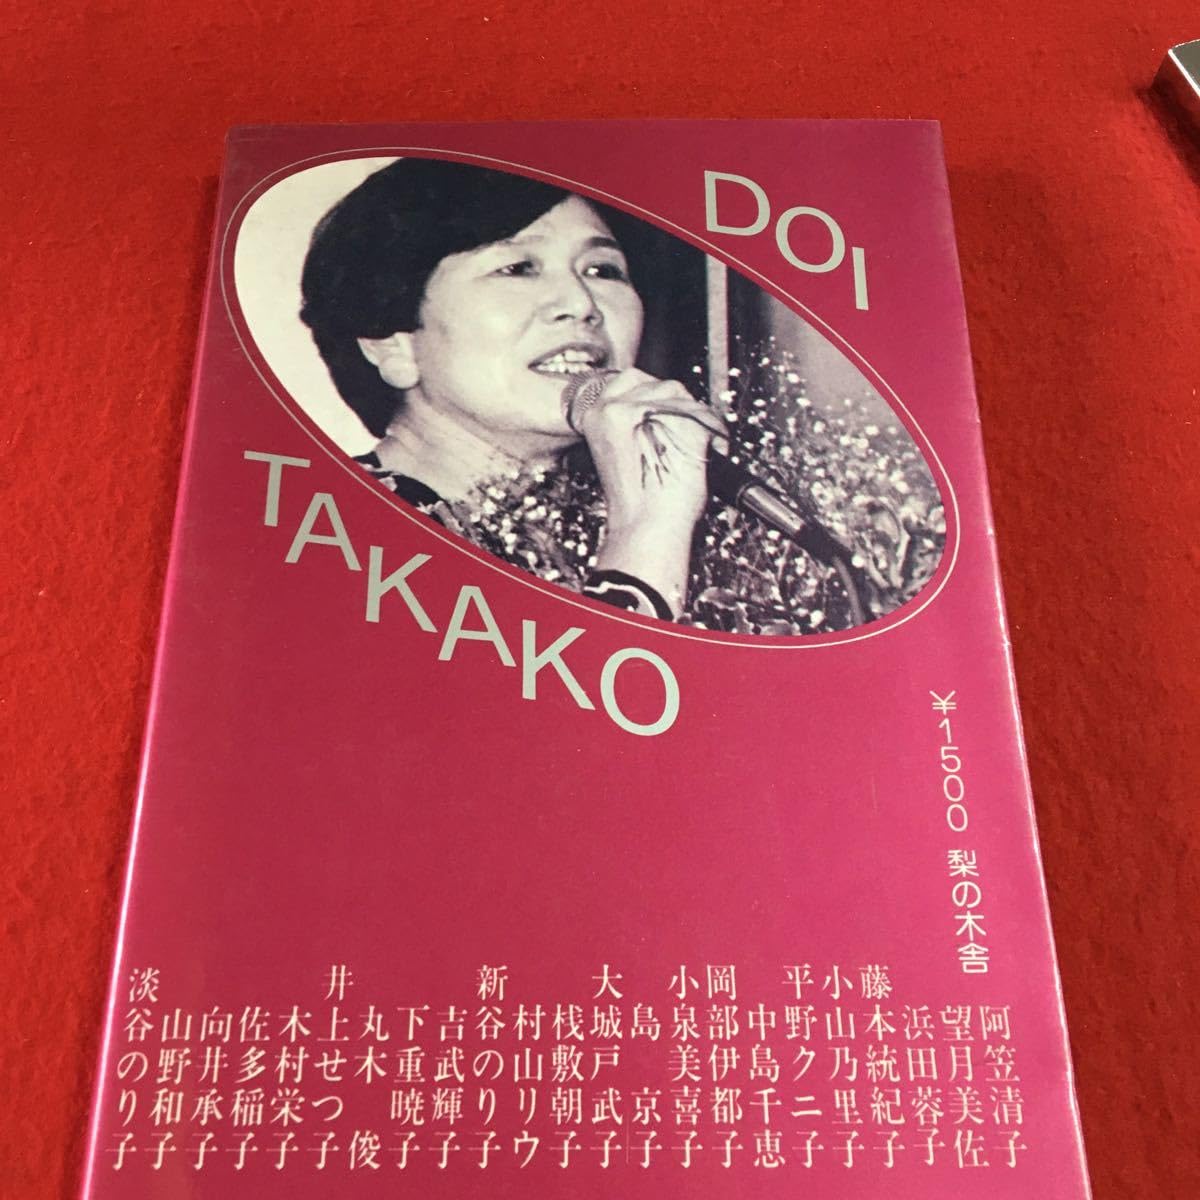 DOI
TAKAKO
¥1500 梨の木舎
阿笠清子
望月美佐
浜田蓉子
藤本統紀子
小山乃里子
平野クニ子
中島千恵
岡部伊都子
小泉美喜子
島京子
大城戸武子
桟敷朝子
村山リウ
新谷のり子
吉武輝子
下重暁子
丸木俊
井上せつ子
木村栄子
佐多稲子
向井承子
山野和子
淡谷のり子